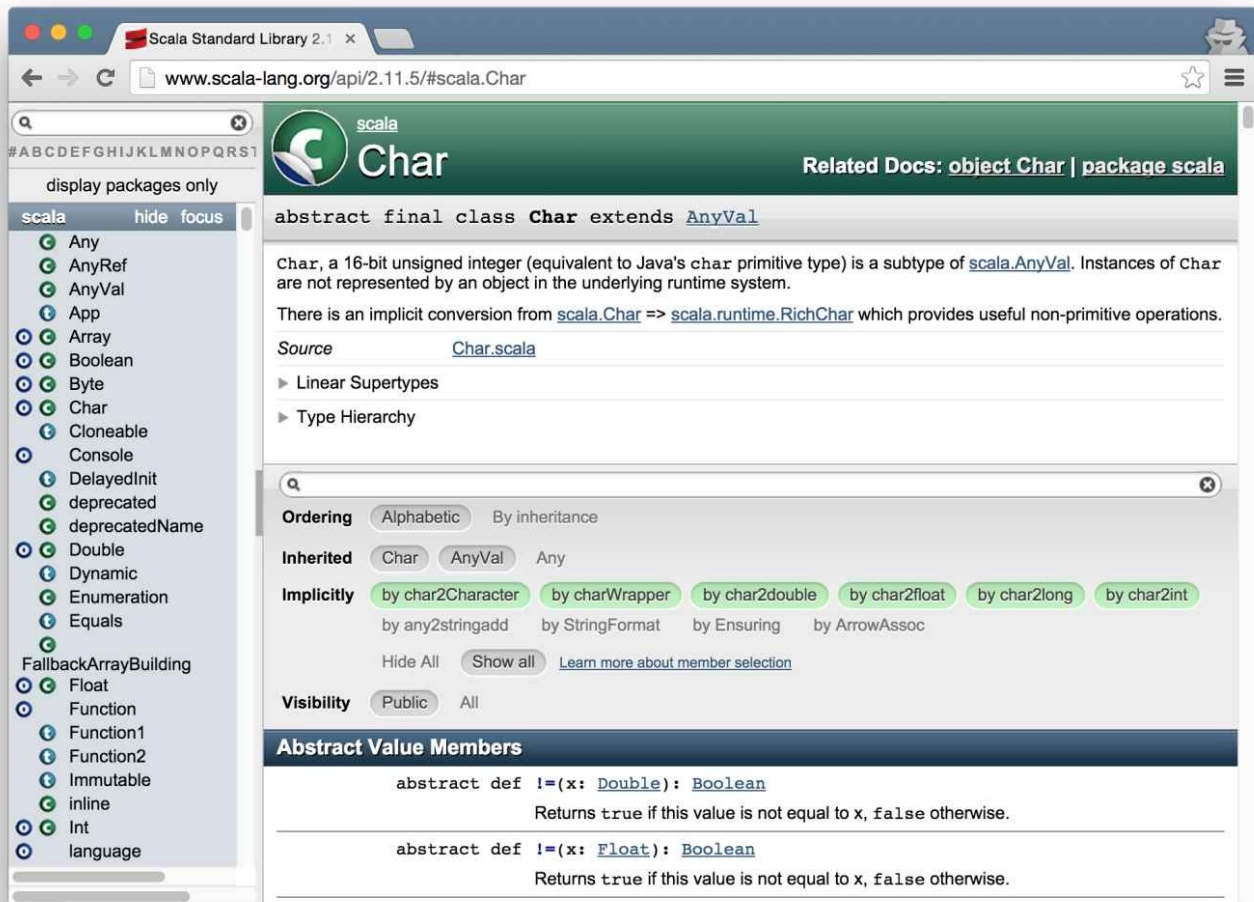 Scala Standard Library 2.1
www.scala-lang.org/api/2.11.5/#scala.Char
#ABCDEFGHIJKLMNOPQRST
display packages only
scala hide focus
Any
AnyRef
AnyVal
App
Array
Boolean
Byte
Char
Cloneable
Console
DelayedInit
deprecated
deprecatedName
Double
Dynamic
Enumeration
Equals
FallbackArrayBuilding
Float
Function
Function1
Function2
Immutable
inline
Int
language
scala
Char
Related Docs: object Char | package scala
abstract final class Char extends AnyVal
Char, a 16-bit unsigned integer (equivalent to Java's char primitive type) is a subtype of scala.AnyVal. Instances of Char
are not represented by an object in the underlying runtime system.
There is an implicit conversion from scala.Char => scala.runtime.RichChar which provides useful non-primitive operations.
Source Char.scala
Linear Supertypes
Type Hierarchy
Ordering Alphabetic By inheritance
Inherited Char AnyVal Any
Implicitly by char2Character by charWrapper by char2double by char2float by char2long by char2int
by any2stringadd by StringFormat by Ensuring by ArrowAssoc
Hide All Show all Learn more about member selection
Visibility Public All
Abstract Value Members
abstract def !=(x: Double): Boolean
Returns true if this value is not equal to x, false otherwise.
abstract def !=(x: Float): Boolean
Returns true if this value is not equal to x, false otherwise.